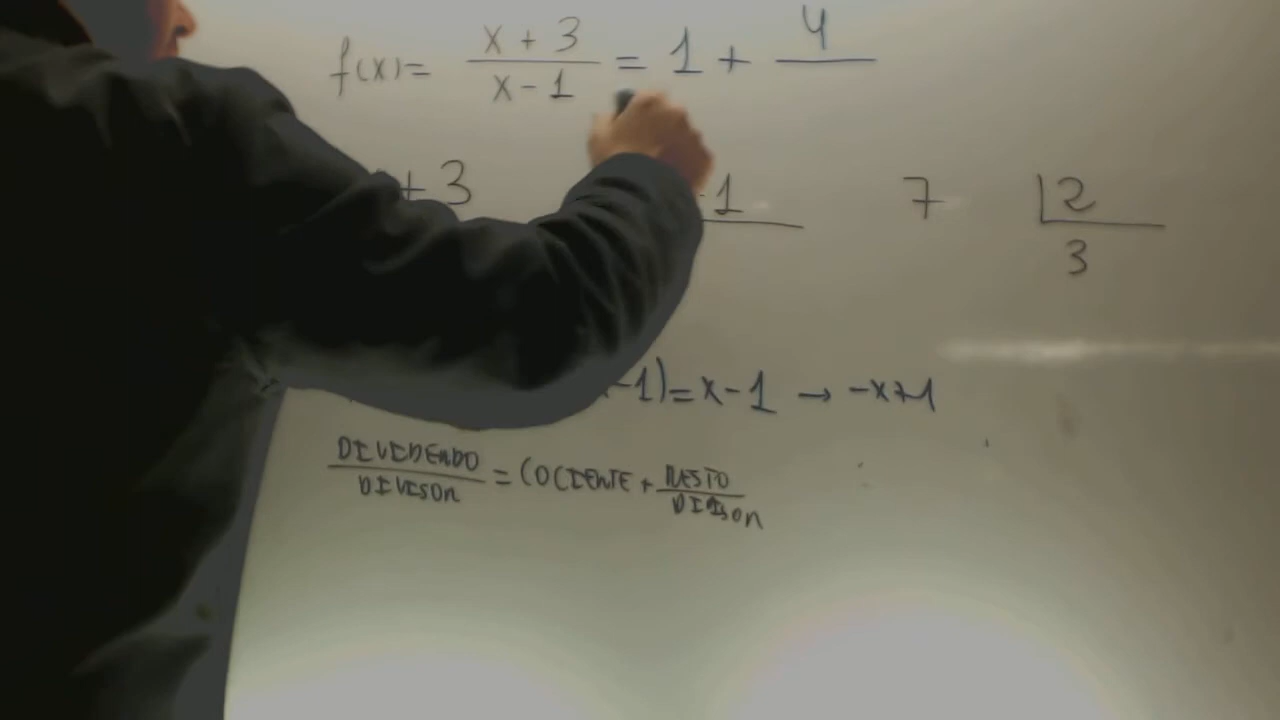 f(x)= x + 3 / x - 1 = 1 + 4 /
+ 3 -1 7 |2
3
-1)=x-1 → -x+1
DIVIDENDO / DIVISOR = COCIENTE + RESTO / DIVISOR